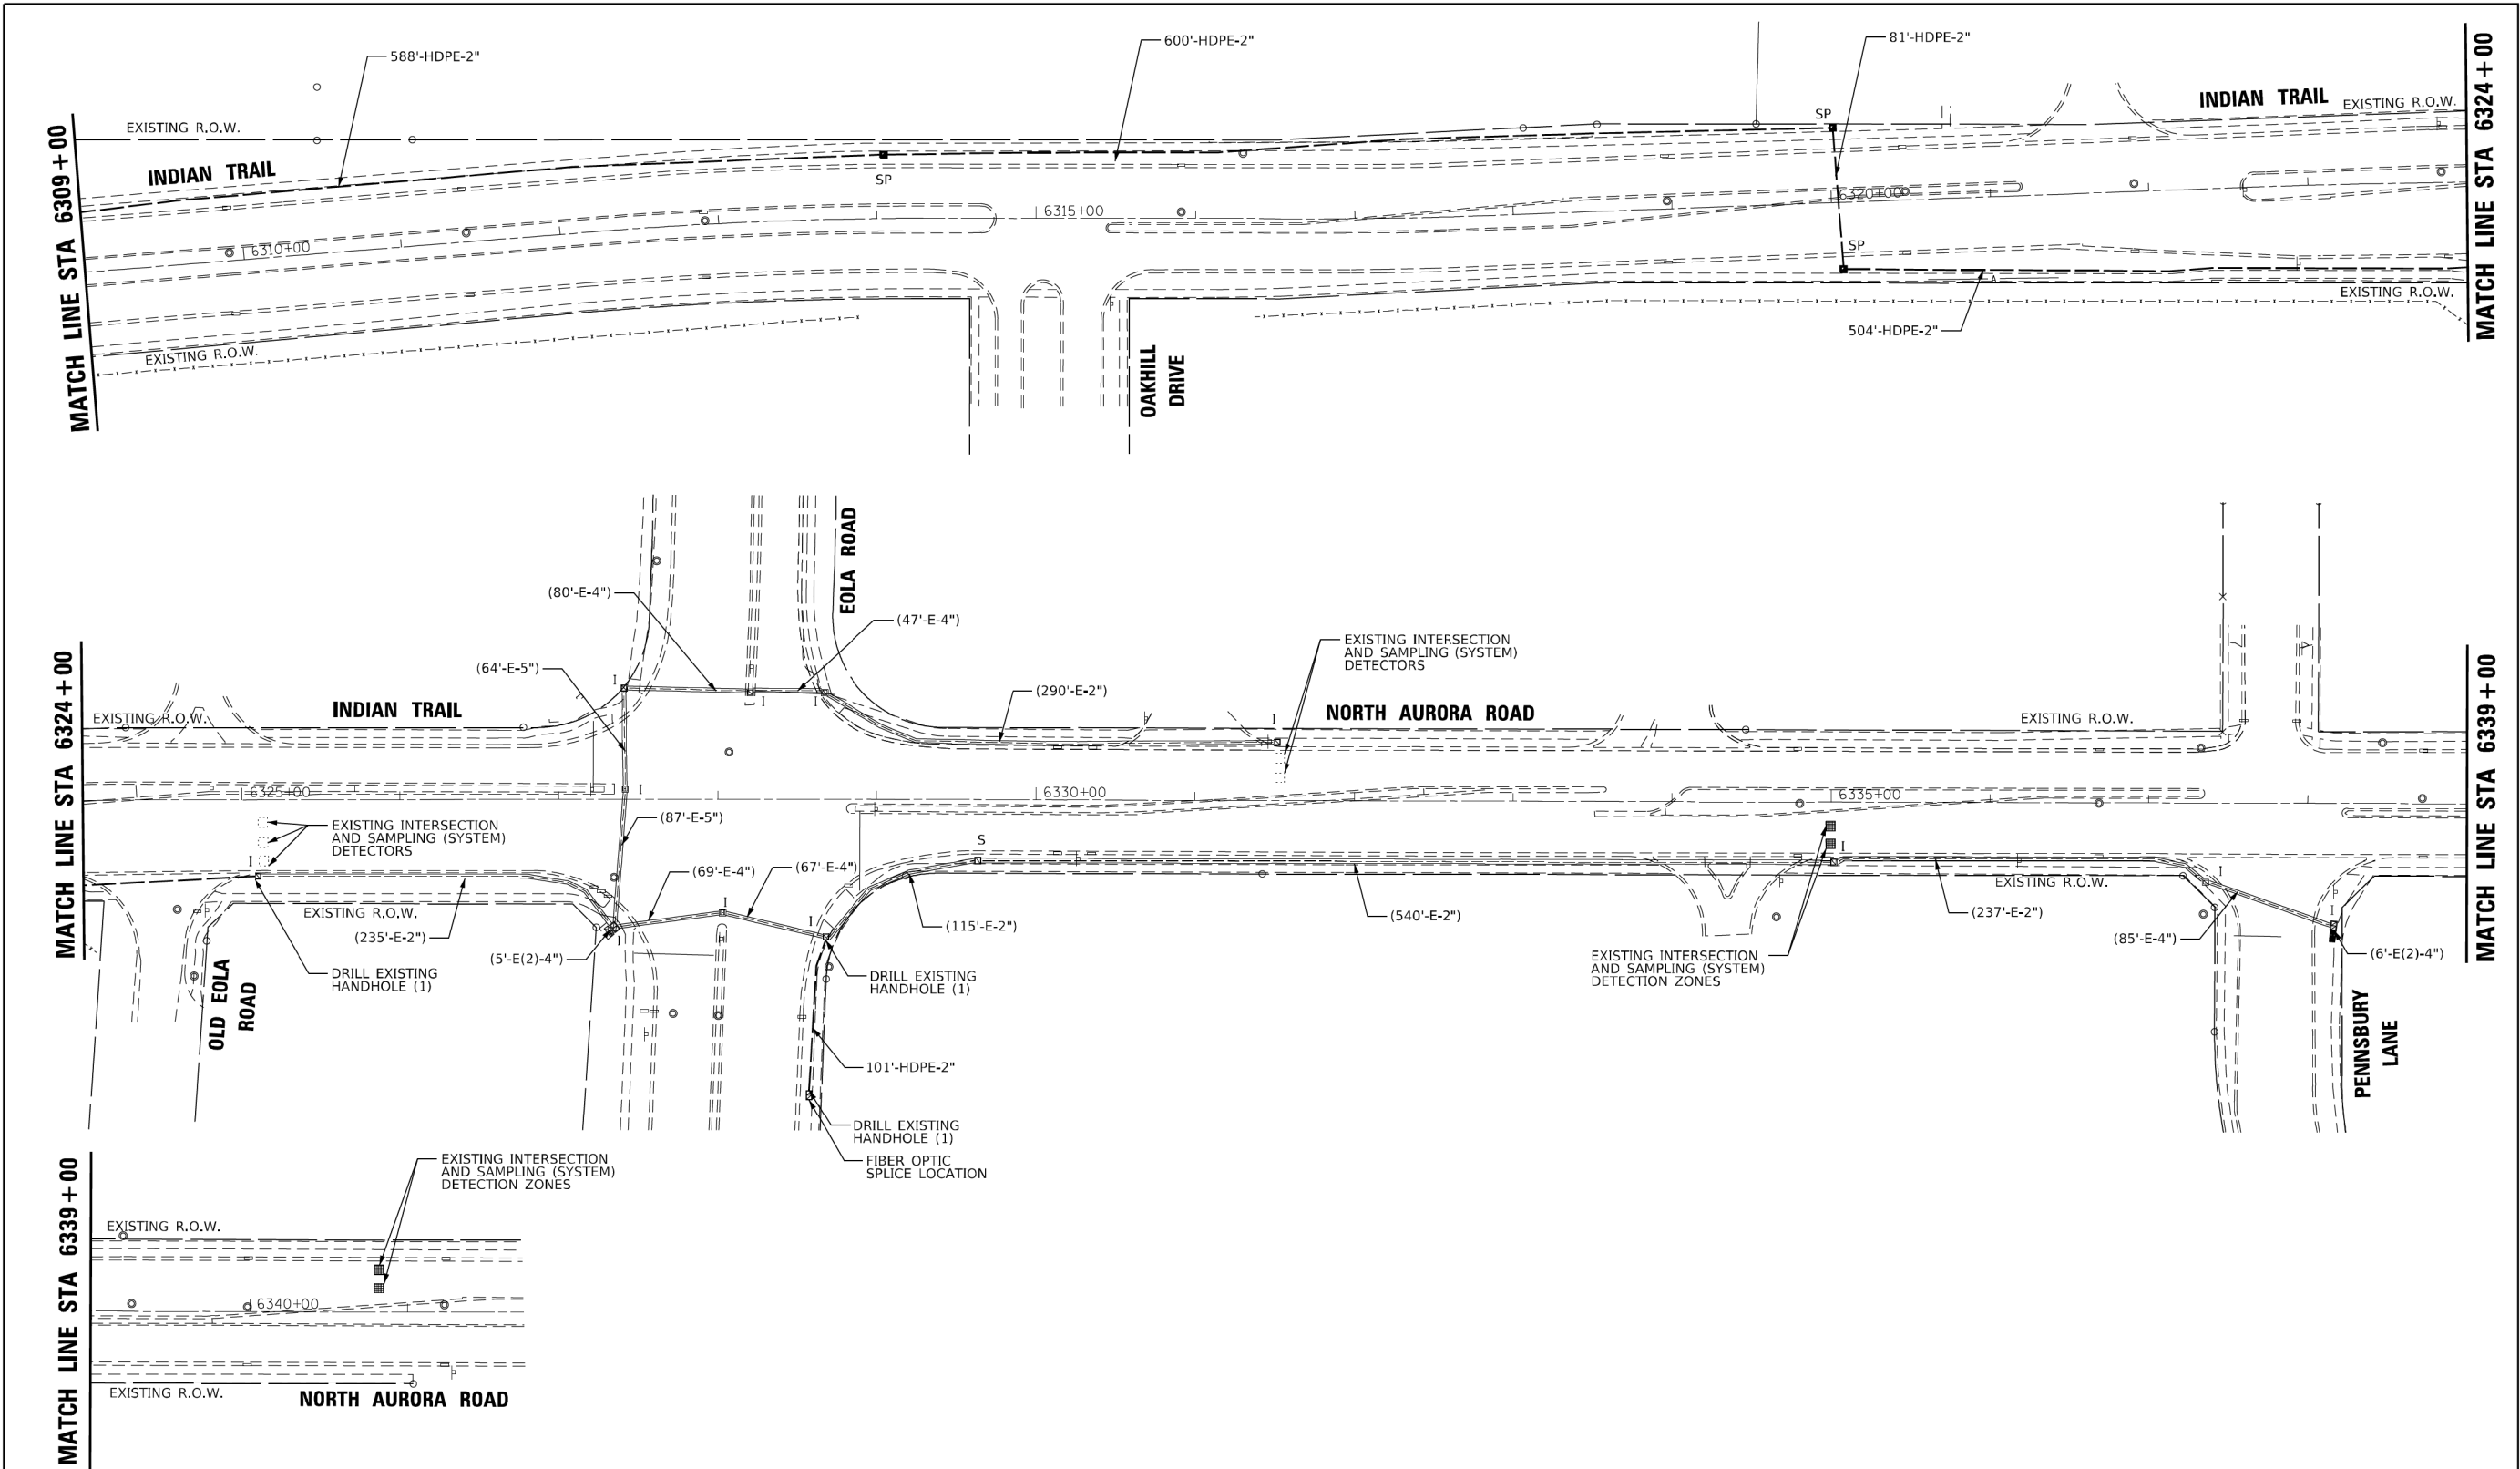 588'-HDPE-2"
600'-HDPE-2"
81'-HDPE-2"
MATCH LINE STA 6309+00
EXISTING R.O.W.
INDIAN TRAIL
SP
6310+00
6315+00
SP
6320+00
SP
INDIAN TRAIL
EXISTING R.O.W.
MATCH LINE STA 6324+00
EXISTING R.O.W.
504'-HDPE-2"
EXISTING R.O.W.
OAKHILL
DRIVE
MATCH LINE STA 6324+00
EOLA ROAD
(80'-E-4")
(47'-E-4")
(64'-E-5")
I
I
I
(290'-E-2")
EXISTING INTERSECTION
AND SAMPLING (SYSTEM)
DETECTORS
EXISTING R.O.W.
INDIAN TRAIL
I
NORTH AURORA ROAD
EXISTING R.O.W.
MATCH LINE STA 6339+00
6325+00
I
6330+00
6335+00
EXISTING INTERSECTION
AND SAMPLING (SYSTEM)
DETECTORS
(87'-E-5")
I
S
I
(69'-E-4")
(67'-E-4")
EXISTING R.O.W.
I
EXISTING R.O.W.
(235'-E-2")
I
I
(115'-E-2")
(540'-E-2")
(237'-E-2")
I
(5'-E(2)-4")
(85'-E-4")
(6'-E(2)-4")
DRILL EXISTING
HANDHOLE (1)
DRILL EXISTING
HANDHOLE (1)
EXISTING INTERSECTION
AND SAMPLING (SYSTEM)
DETECTION ZONES
OLD EOLA
ROAD
PENNSBURY
LANE
101'-HDPE-2"
DRILL EXISTING
HANDHOLE (1)
FIBER OPTIC
SPLICE LOCATION
MATCH LINE STA 6339+00
EXISTING INTERSECTION
AND SAMPLING (SYSTEM)
DETECTION ZONES
EXISTING R.O.W.
6340+00
EXISTING R.O.W.
NORTH AURORA ROAD